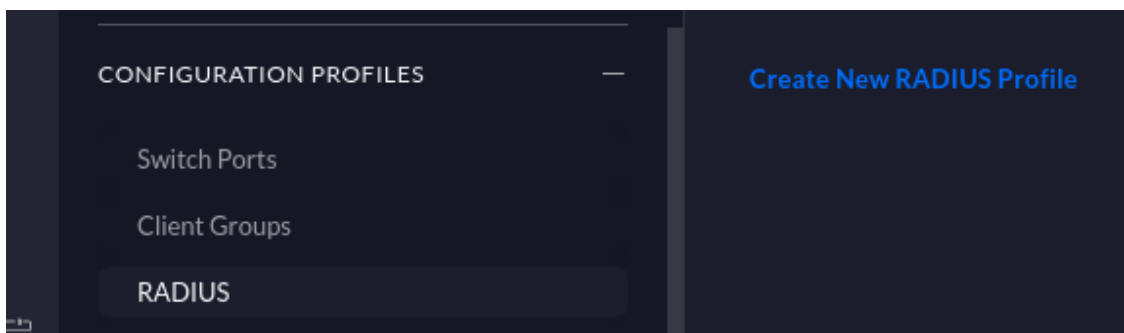 CONFIGURATION PROFILES
Create New RADIUS Profile
Switch Ports
Client Groups
RADIUS